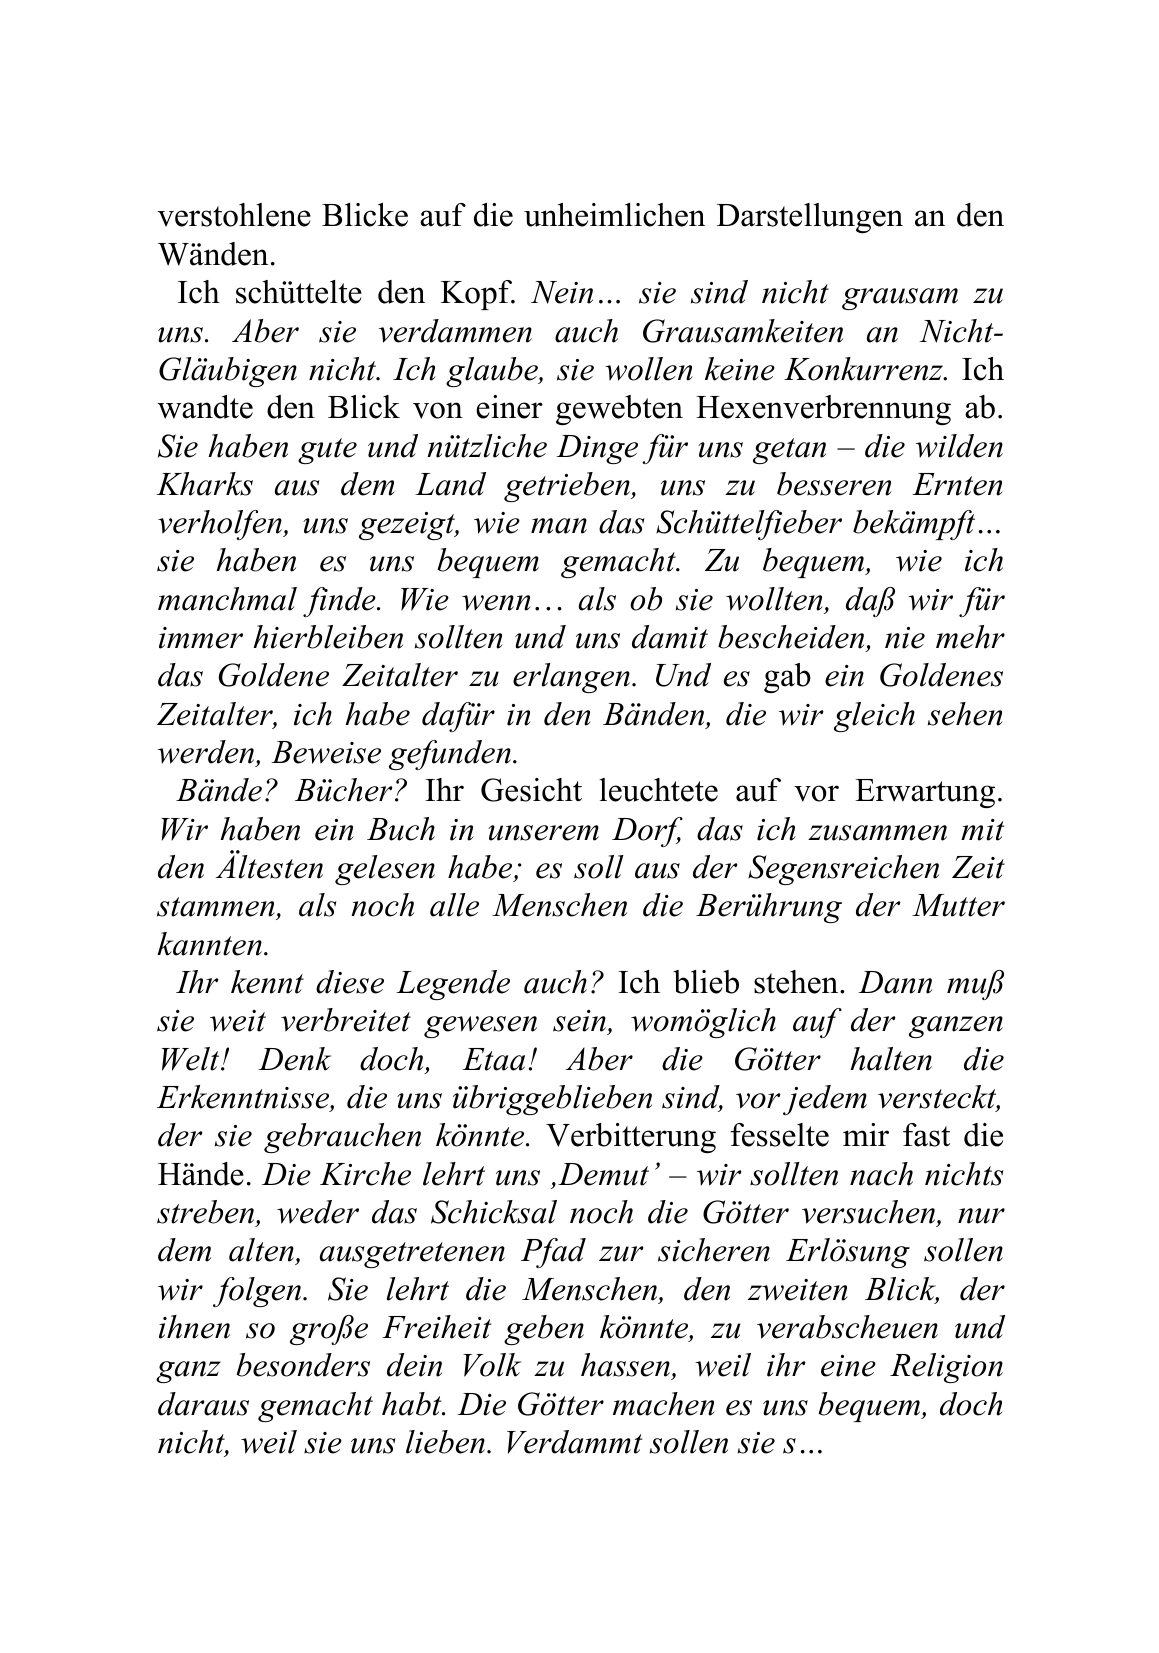 verstohlene Blicke auf die unheimlichen Darstellungen an den
Wänden.
Ich schüttelte den Kopf. Nein… sie sind nicht grausam zu
uns. Aber sie verdammen auch Grausamkeiten an Nicht-
Gläubigen nicht. Ich glaube, sie wollen keine Konkurrenz. Ich
wandte den Blick von einer gewebten Hexenverbrennung ab.
Sie haben gute und nützliche Dinge für uns getan – die wilden
Kharks aus dem Land getrieben, uns zu besseren Ernten
verholfen, uns gezeigt, wie man das Schüttelfieber bekämpft…
sie haben es uns bequem gemacht. Zu bequem, wie ich
manchmal finde. Wie wenn… als ob sie wollten, daß wir für
immer hierbleiben sollten und uns damit bescheiden, nie mehr
das Goldene Zeitalter zu erlangen. Und es gab ein Goldenes
Zeitalter, ich habe dafür in den Bänden, die wir gleich sehen
werden, Beweise gefunden.
Bände? Bücher? Ihr Gesicht leuchtete auf vor Erwartung.
Wir haben ein Buch in unserem Dorf, das ich zusammen mit
den Ältesten gelesen habe; es soll aus der Segensreichen Zeit
stammen, als noch alle Menschen die Berührung der Mutter
kannten.
Ihr kennt diese Legende auch? Ich blieb stehen. Dann muß
sie weit verbreitet gewesen sein, womöglich auf der ganzen
Welt! Denk doch, Etaa! Aber die Götter halten die
Erkenntnisse, die uns übriggeblieben sind, vor jedem versteckt,
der sie gebrauchen könnte. Verbitterung fesselte mir fast die
Hände. Die Kirche lehrt uns ‚Demut’ – wir sollten nach nichts
streben, weder das Schicksal noch die Götter versuchen, nur
dem alten, ausgetretenen Pfad zur sicheren Erlösung sollen
wir folgen. Sie lehrt die Menschen, den zweiten Blick, der
ihnen so große Freiheit geben könnte, zu verabscheuen und
ganz besonders dein Volk zu hassen, weil ihr eine Religion
daraus gemacht habt. Die Götter machen es uns bequem, doch
nicht, weil sie uns lieben. Verdammt sollen sie s…